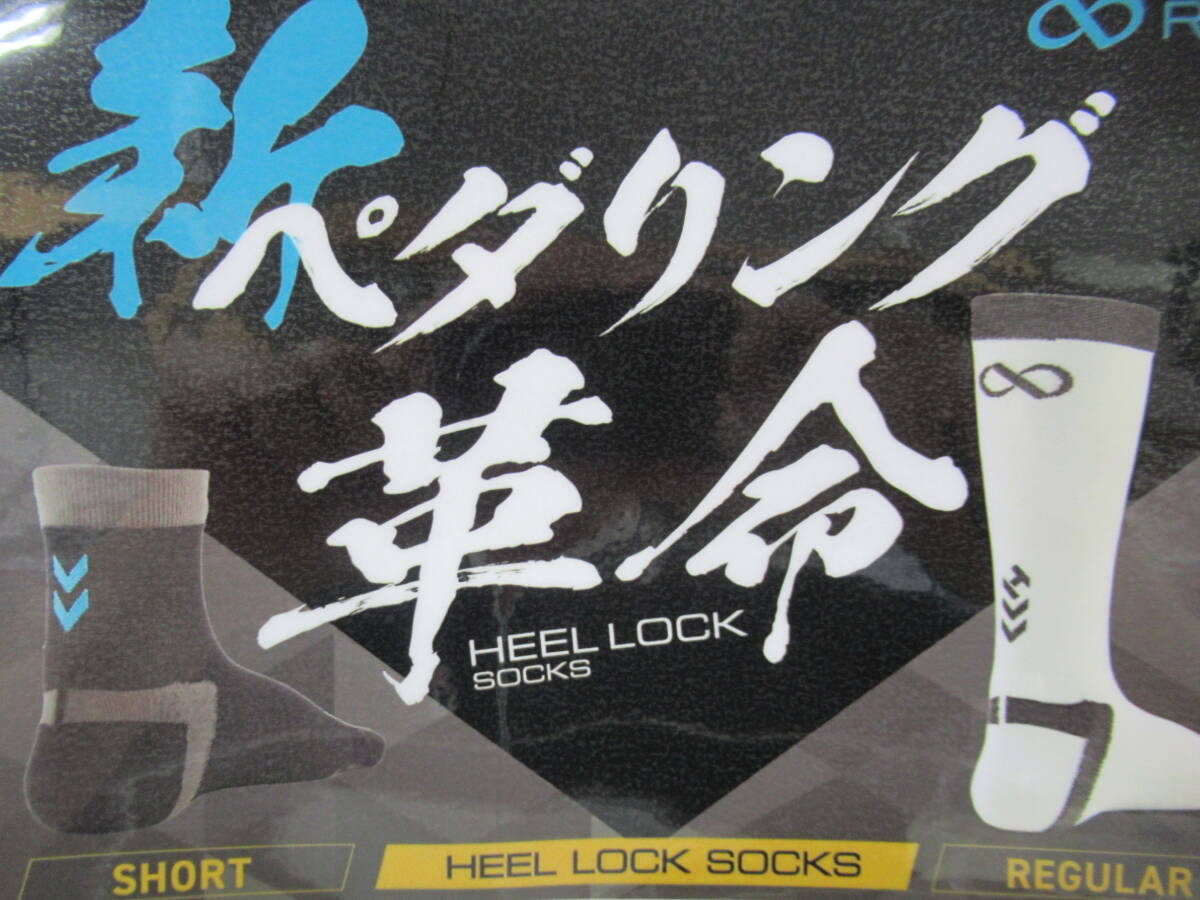 新ペダリング
革命
HEEL LOCK
SOCKS
SHORT
HEEL LOCK SOCKS
REGULAR